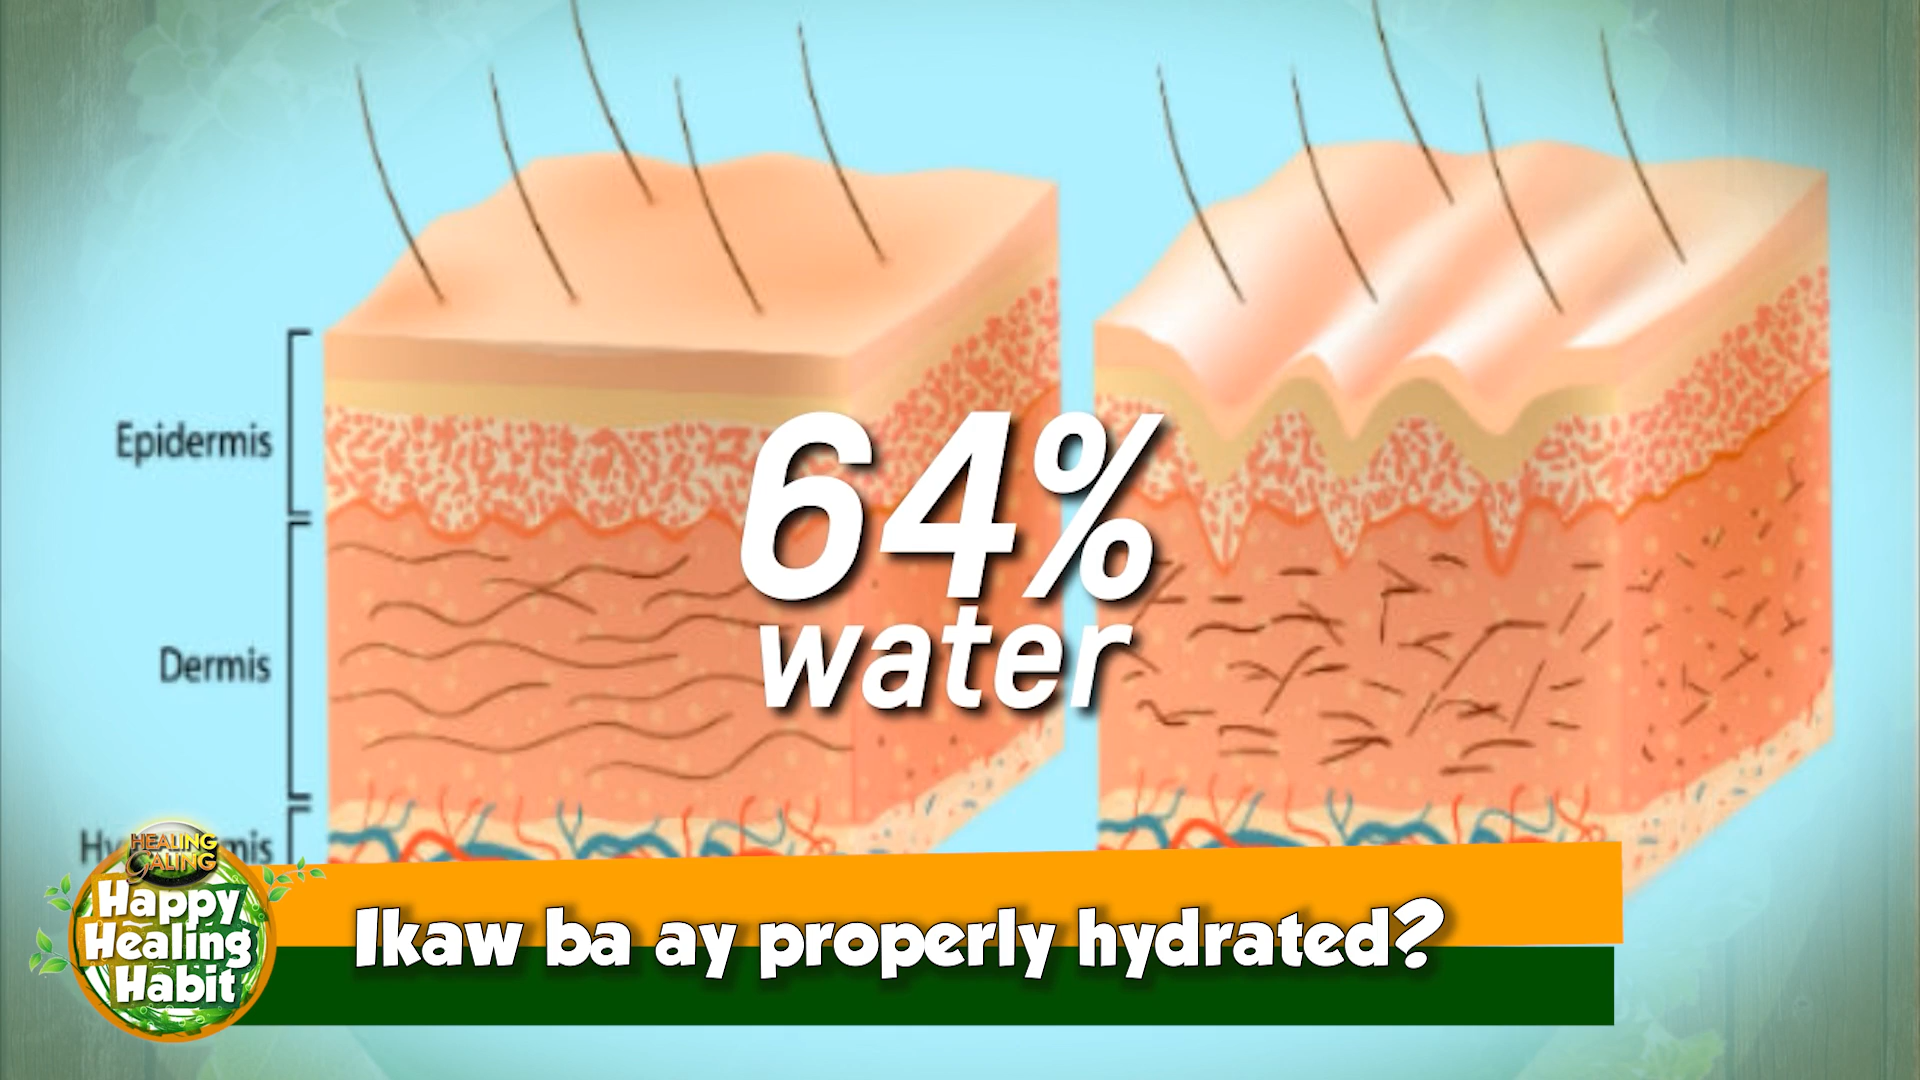 Epidermis
64%
water
Dermis
HEALING
GALING
Happy
Healing
Habit
Ikaw ba ay properly hydrated?